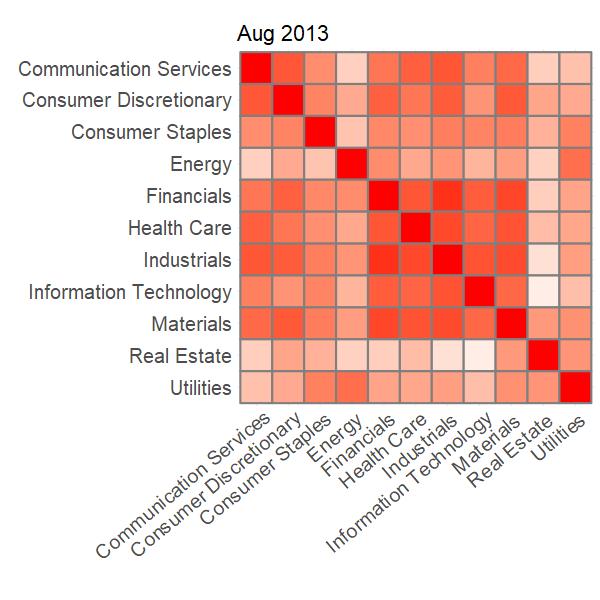 Aug 2013
Communication Services
Consumer Discretionary
Consumer Staples
Energy
Financials
Health Care
Industrials
Information Technology
Materials
Real Estate
Utilities
Communication Services
Consumer Discretionary
Consumer Staples
Energy
Financials
Health Care
Industrials
Information Technology
Materials
Real Estate
Utilities